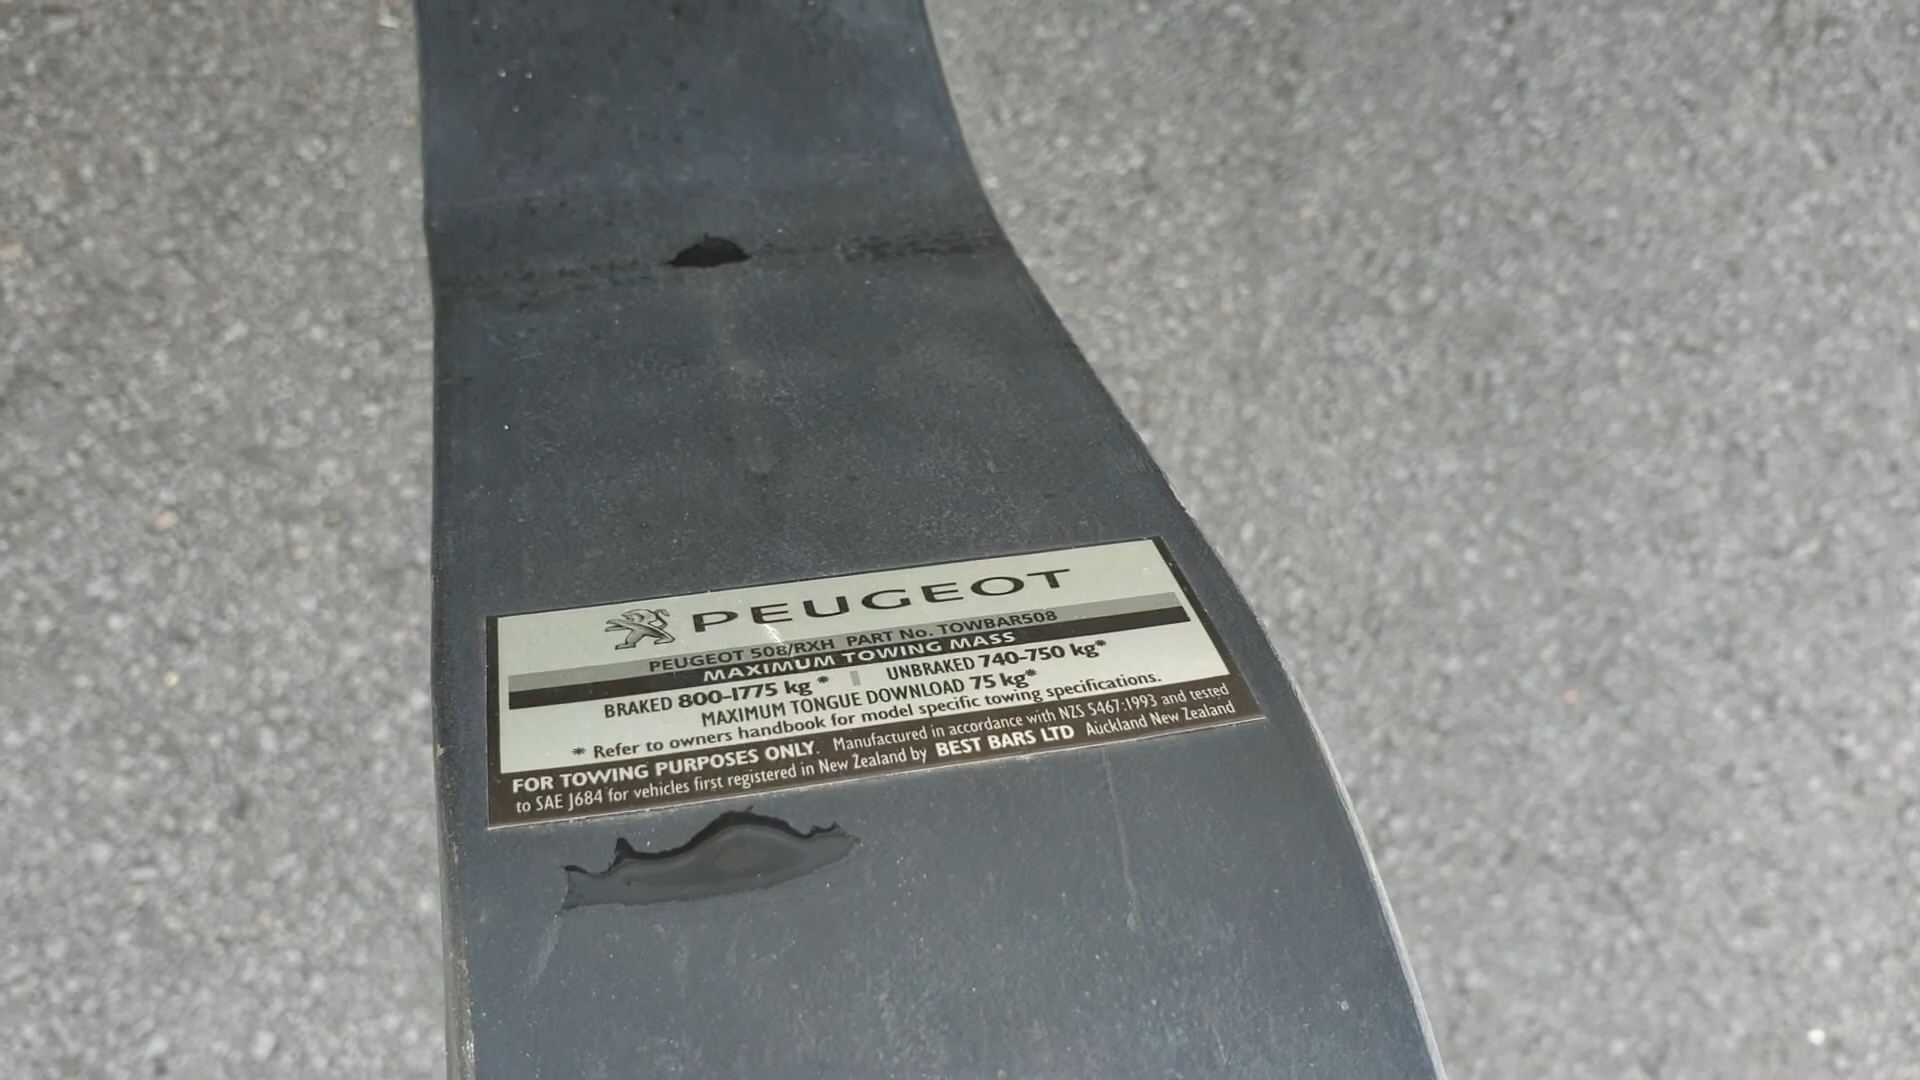 PEUGEOT
PEUGEOT 508/RXH PART No. TOWBAR508
MAXIMUM TOWING MASS
BRAKED 800-1775 kg* UNBRAKED 740-750 kg*
MAXIMUM TONGUE DOWNLOAD 75 kg*
* Refer to owners handbook for model specific towing specifications.
FOR TOWING PURPOSES ONLY. Manufactured in accordance with NZS 5467:1993 and tested
to SAE J684 for vehicles first registered in New Zealand by BEST BARS LTD Auckland New Zealand